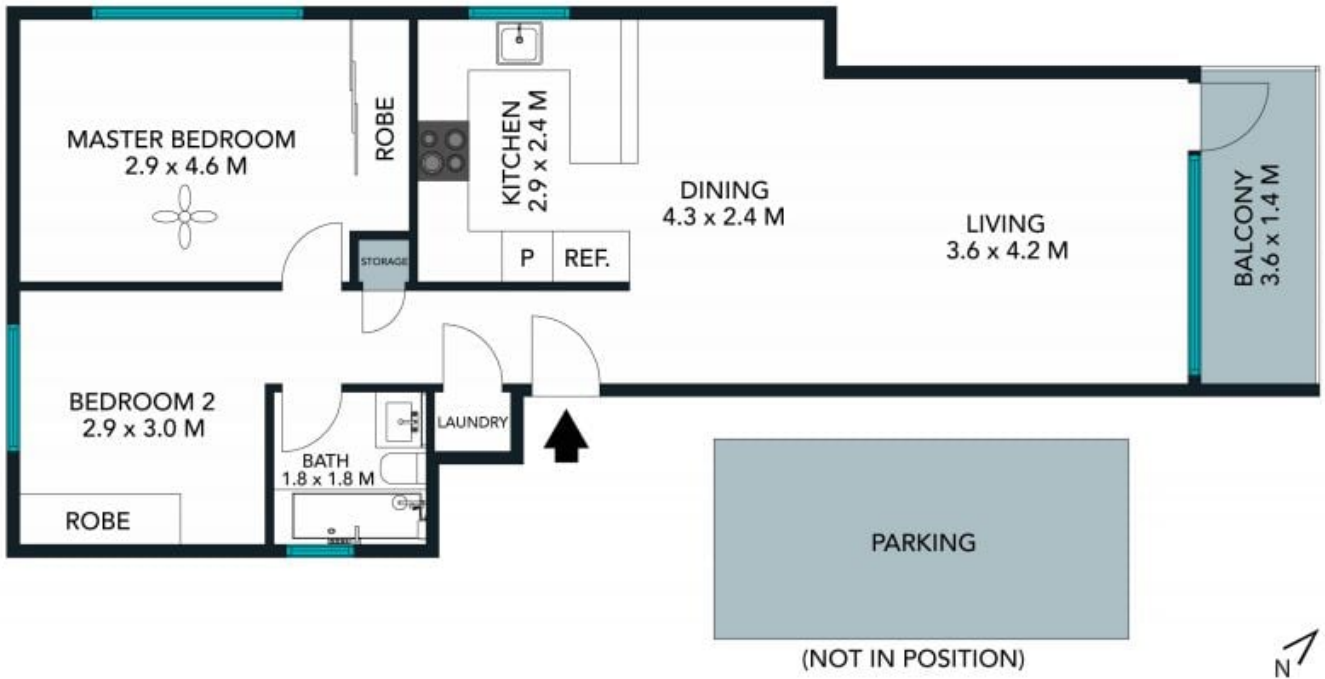 MASTER BEDROOM
2.9 x 4.6 M
ROBE
STORAGE
KITCHEN
2.9 x 2.4 M
P
REF.
DINING
4.3 x 2.4 M
LIVING
3.6 x 4.2 M
BALCONY
3.6 x 1.4 M
BEDROOM 2
2.9 x 3.0 M
ROBE
BATH
1.8 x 1.8 M
LAUNDRY
PARKING
(NOT IN POSITION)
N